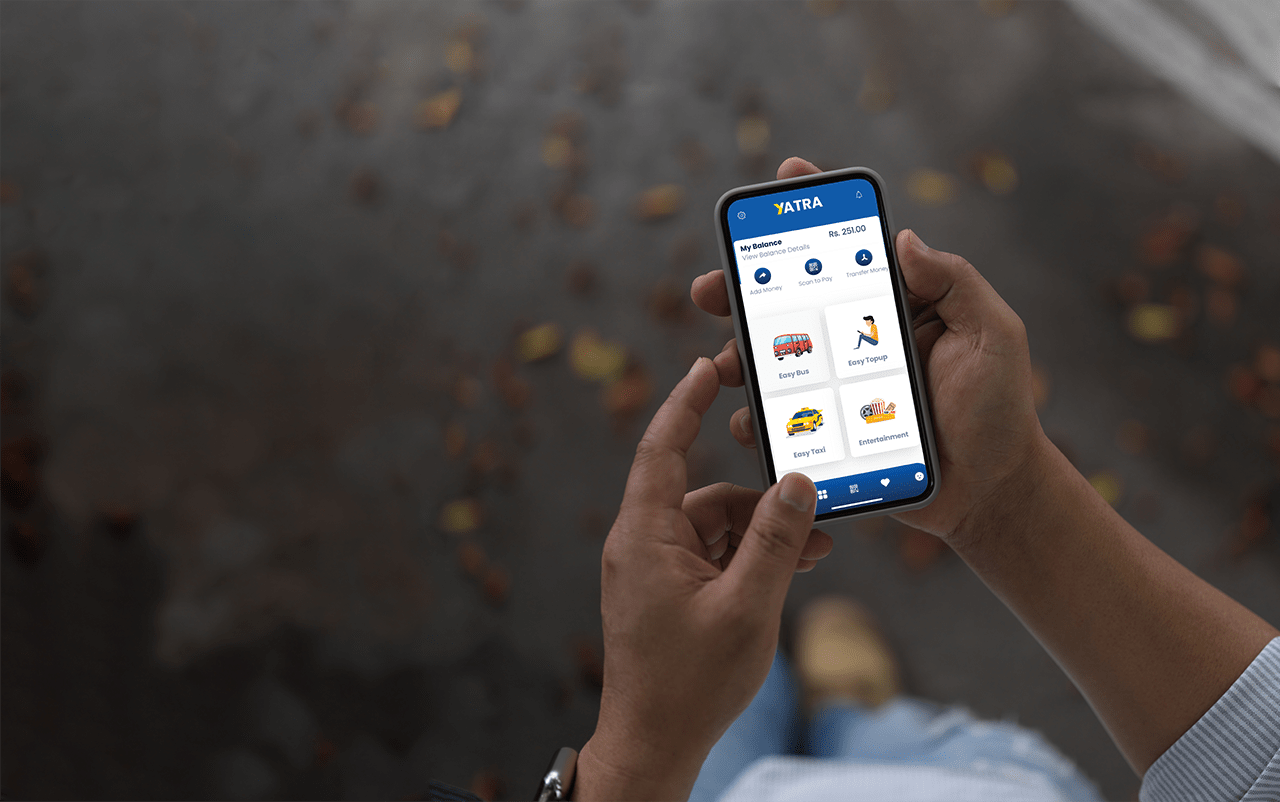 YATRA
My Balance
Rs. 251.00
View Balance Details
Add Money
Scan to Pay
Transfer Money
Easy Bus
Easy Topup
Easy Taxi
Entertainment